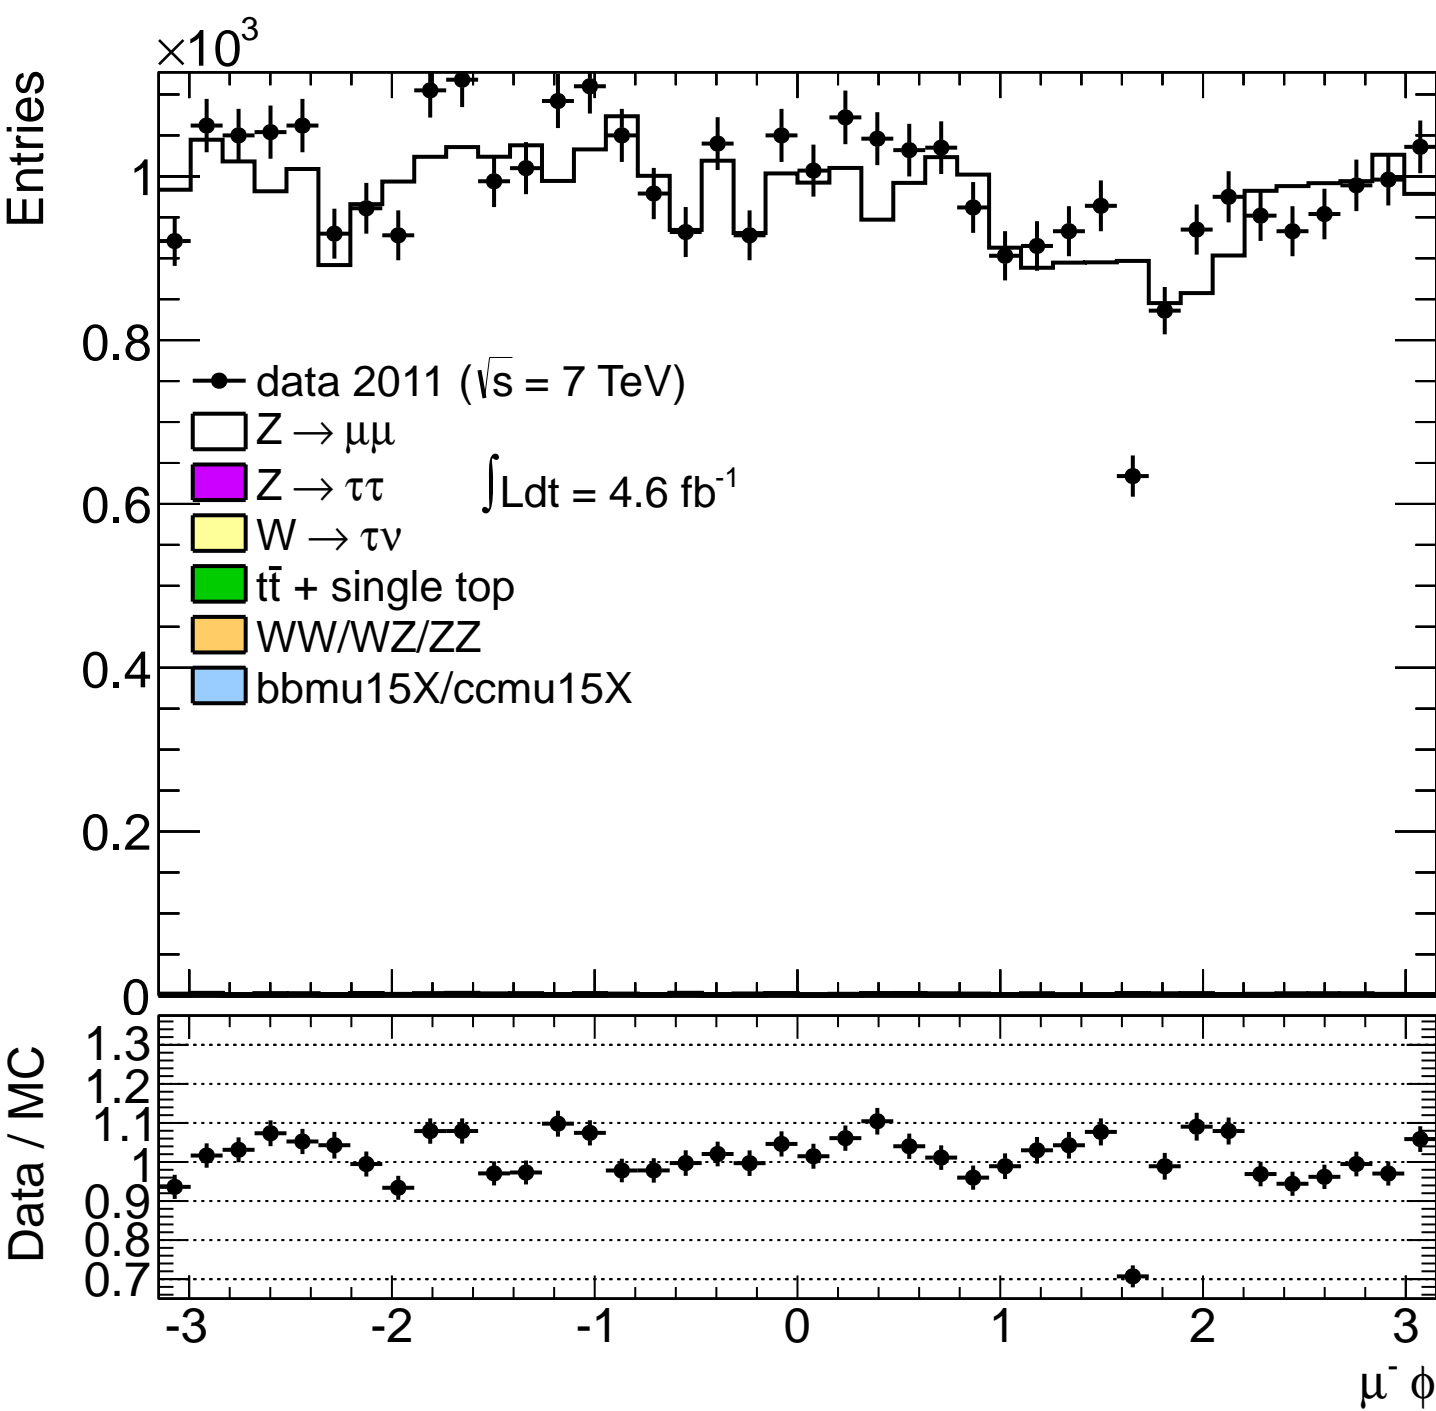 ×10³
Entries
1
0.8
0.6
0.4
0.2
0
data 2011 (√s = 7 TeV)
Z → μμ
Z → ττ
∫Ldt = 4.6 fb⁻¹
W → τν
tt̄ + single top
WW/WZ/ZZ
bbmu15X/ccmu15X
Data / MC
1.3
1.2
1.1
1
0.9
0.8
0.7
-3 -2 -1 0 1 2 3
μ⁻ ϕ